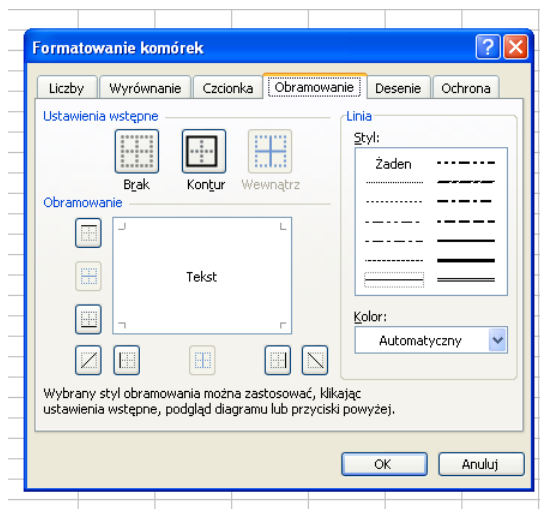 Formatowanie komórek
Liczby Wyrównanie Czcionka Obramowanie Desenie Ochrona
Ustawienia wstępne
Brak Kontur Wewnątrz
Obramowanie
Tekst
Linia
Styl:
Żaden
Kolor:
Automatyczny
Wybrany styl obramowania można zastosować, klikając
ustawienia wstępne, podgląd diagramu lub przyciski powyżej.
OK Anuluj